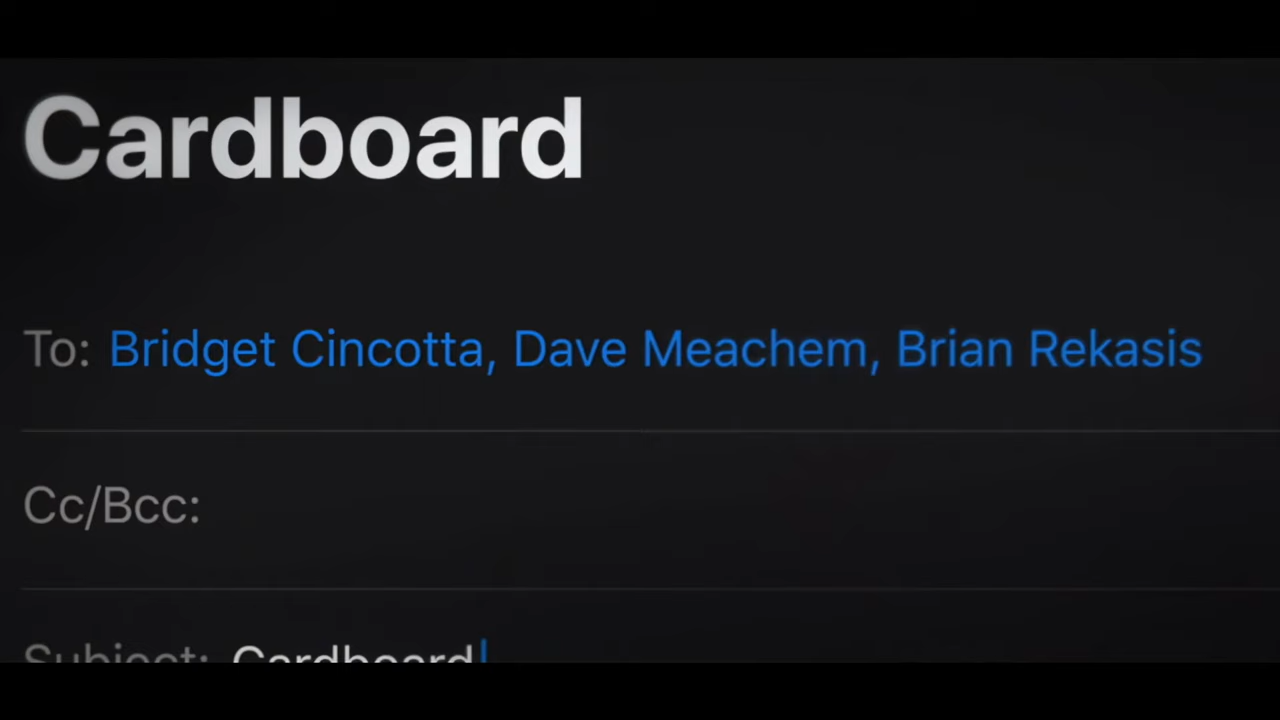 Cardboard
To: Bridget Cincotta, Dave Meachem, Brian Rekasis
Cc/Bcc:
Subject: Cardboard